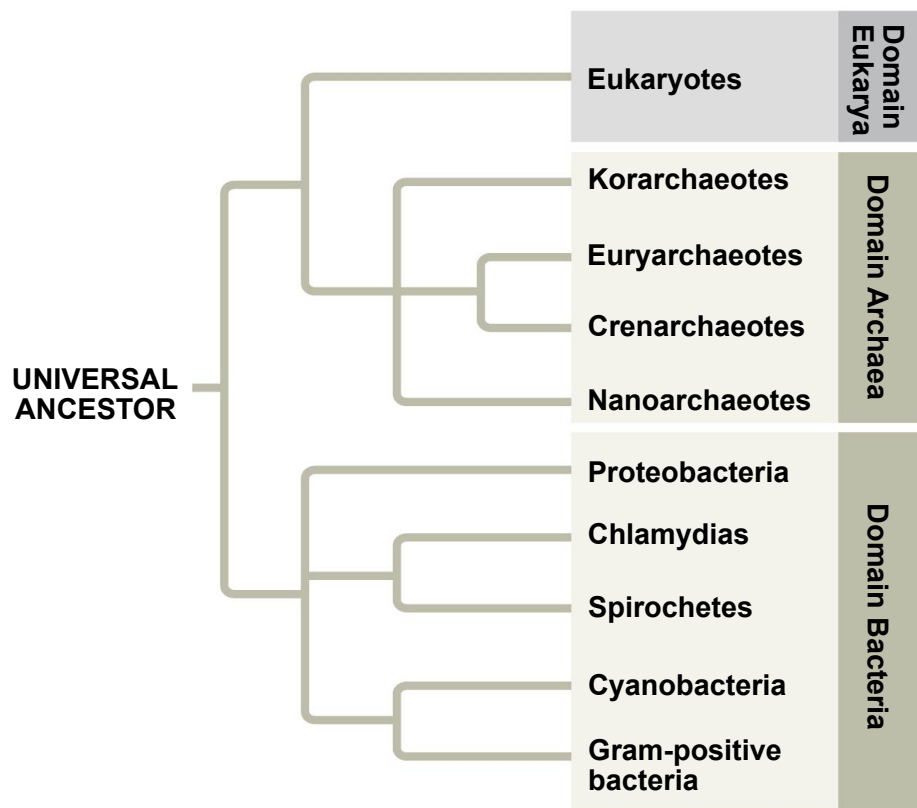 Domain
Eukarya
Eukaryotes
Korarchaeotes
Domain Archaea
Euryarchaeotes
Crenarchaeotes
UNIVERSAL
ANCESTOR
Nanoarchaeotes
Proteobacteria
Domain Bacteria
Chlamydias
Spirochetes
Cyanobacteria
Gram-positive
bacteria